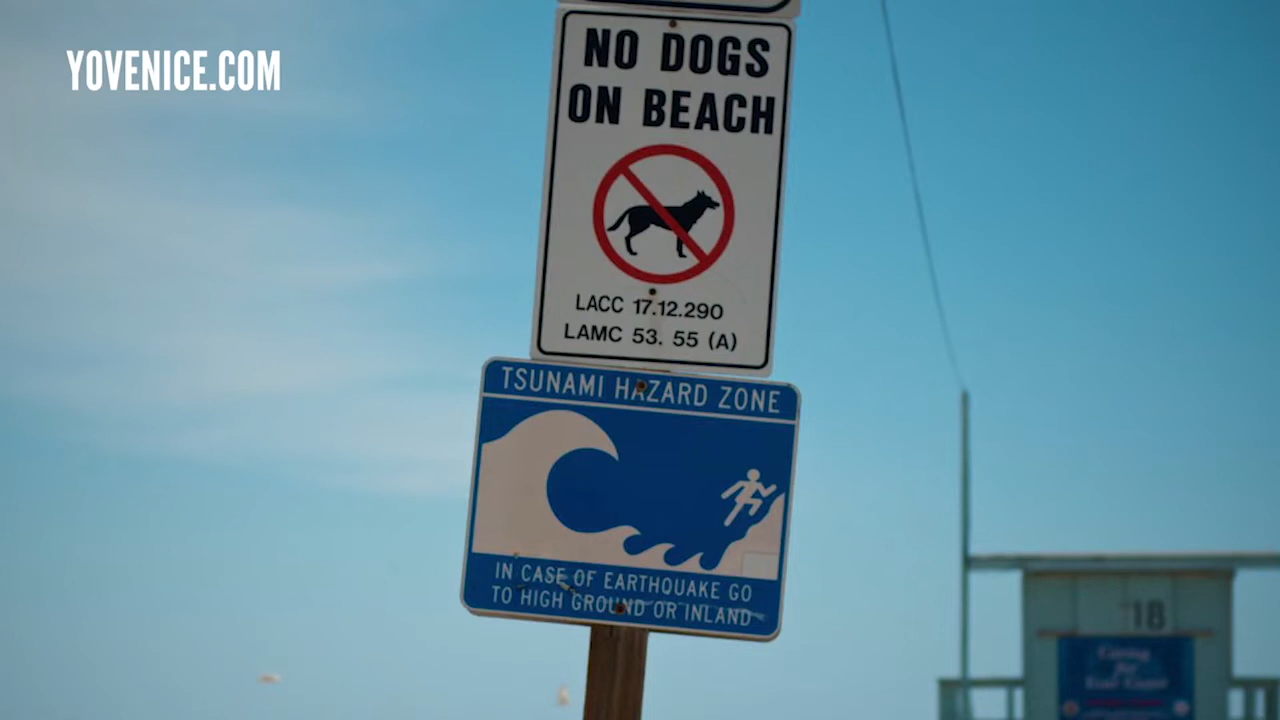 YOVENICE.COM
NO DOGS
ON BEACH
LACC 17.12.290
LAMC 53. 55 (A)
TSUNAMI HAZARD ZONE
IN CASE OF EARTHQUAKE GO
TO HIGH GROUND OR INLAND
18